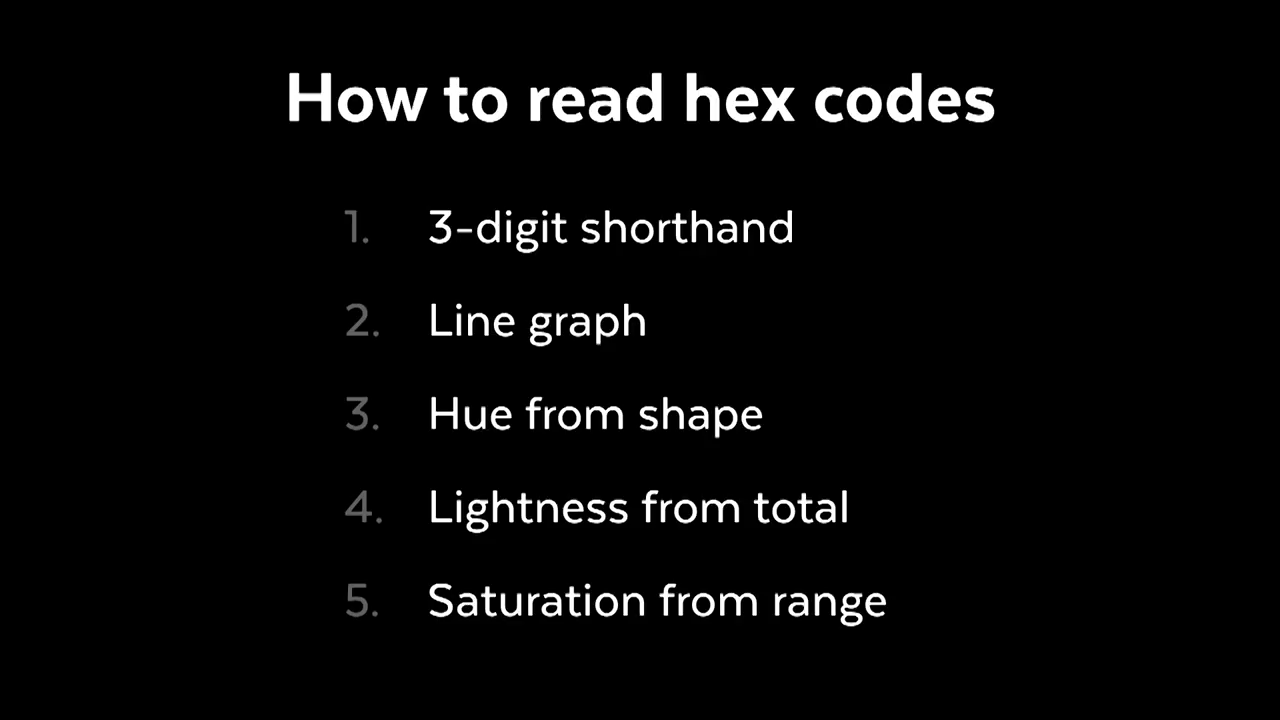 How to read hex codes
1. 3-digit shorthand
2. Line graph
3. Hue from shape
4. Lightness from total
5. Saturation from range